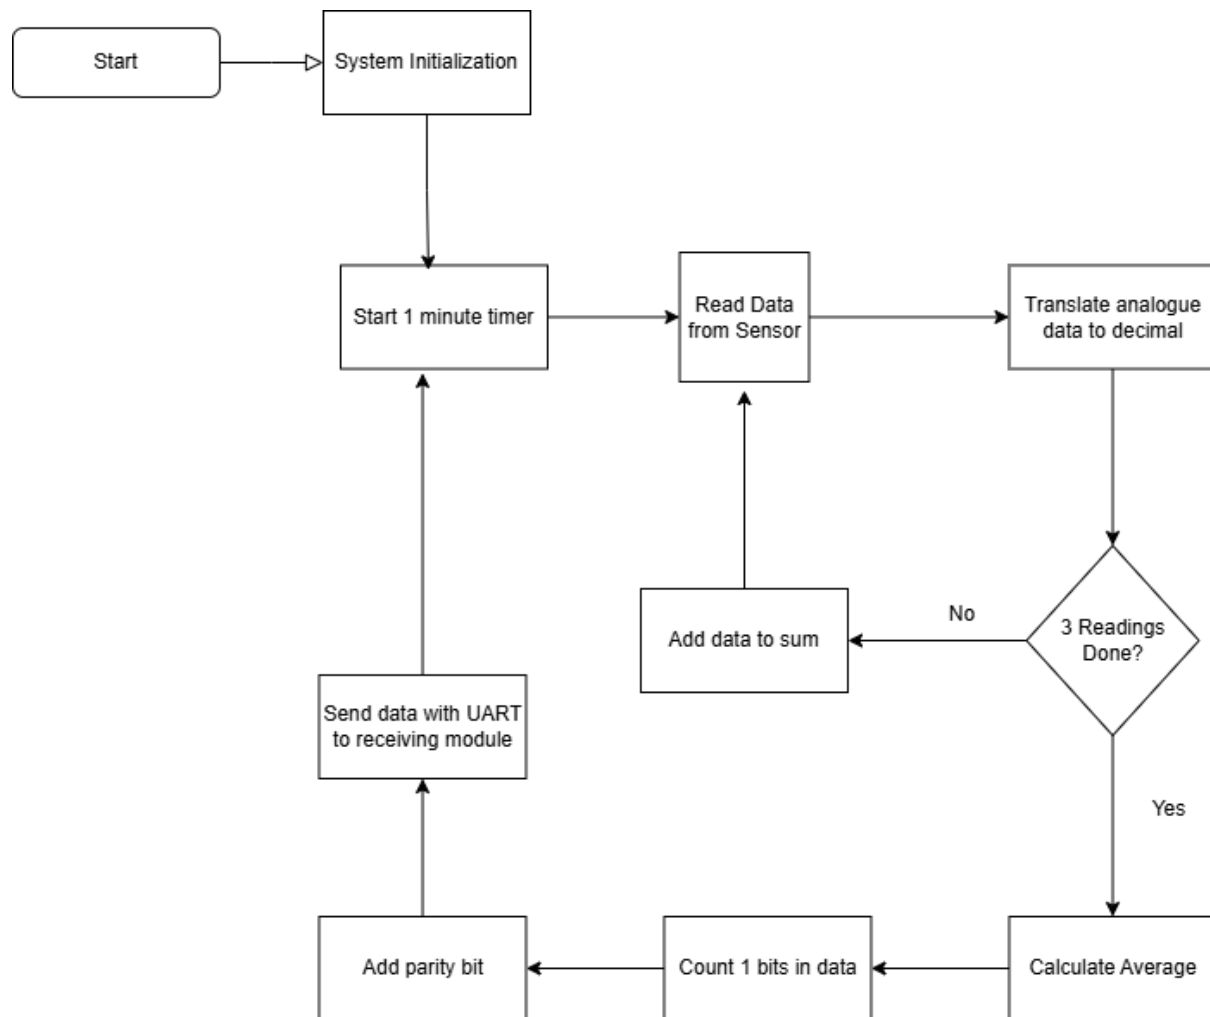 Start
System Initialization
Start 1 minute timer
Read Data
from Sensor
Translate analogue
data to decimal
3 Readings
Done?
No
Add data to sum
Yes
Calculate Average
Count 1 bits in data
Add parity bit
Send data with UART
to receiving module